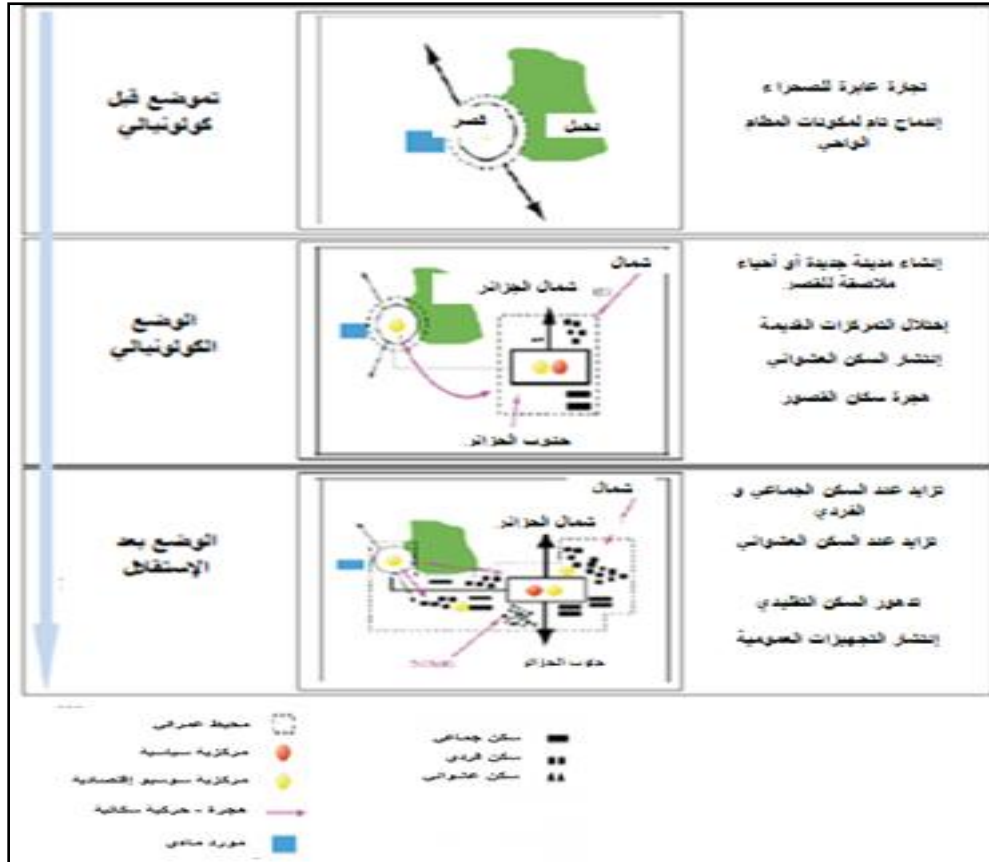 تموضع قبل
كولونيالي
قصر
نخيل
تجارة عابرة للصحراء
إندماج تام لمكونات النظام
الواحي
الوضع
الكولونيالي
شمال
شمال الجزائر
جنوب الجزائر
إنشاء مدينة جديدة أو أحياء
ملاصقة للقصر
إحتلال التمركزات القديمة
إنتشار السكن العشوائي
هجرة سكان القصور
الوضع بعد
الإستقلال
شمال
شمال الجزائر
جنوب الجزائر
تزايد عدد السكن الجماعي و
الفردي
تزايد عدد السكن العشوائي
تدهور السكن التقليدي
إنتشار التجهيزات العمومية
محيط عمراني
مركزية سياسية
مركزية سوسيو إقتصادية
هجرة - حركية سكانية
مورد مائي
سكن جماعي
سكن فردي
سكن عشوائي